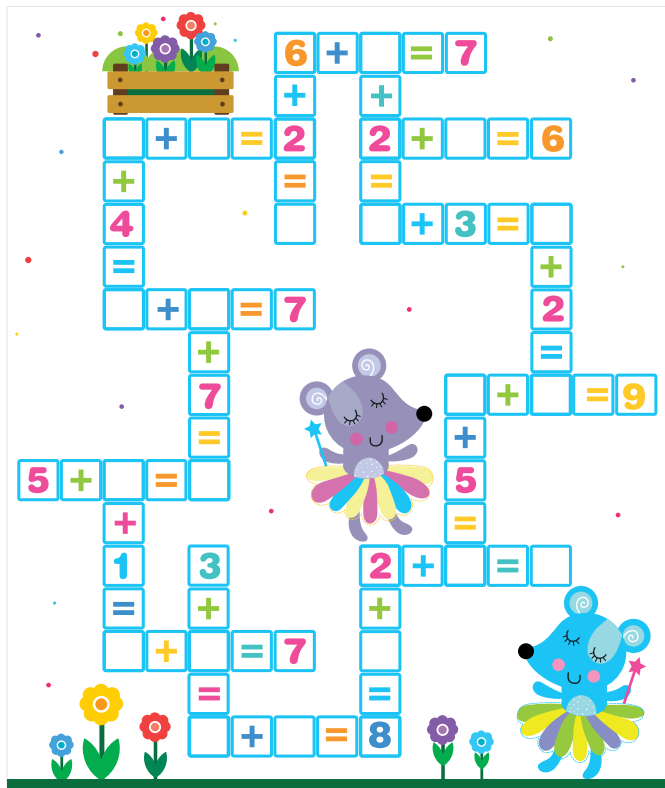 6 + = 7
+ +
+ = 2 2 + = 6
+ = =
4 + 3 =
= +
+ = 7 2
+ =
7 + = 9
= +
5 + = 5
+ =
1 3 2 + =
= + +
+ = 7
= =
+ = 8